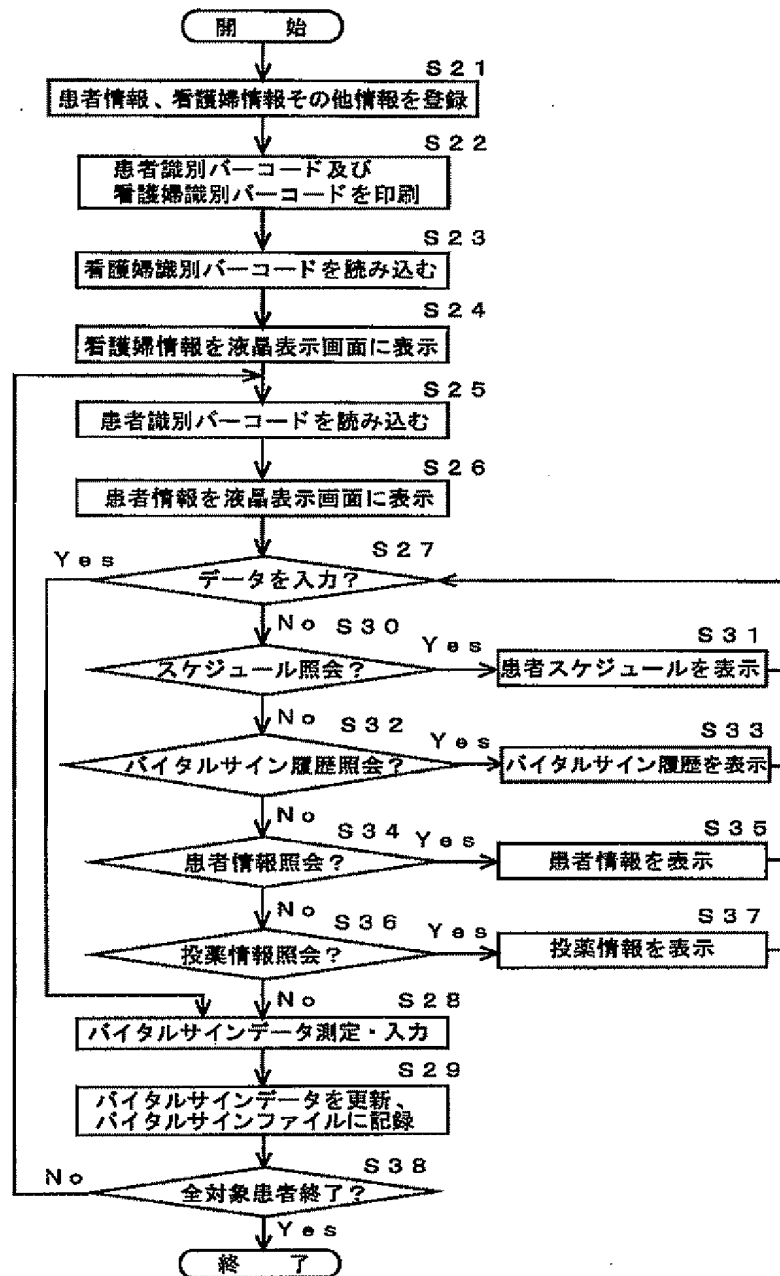 開 始
S21
患者情報、看護婦情報その他情報を登録
S22
患者識別バーコード及び
看護婦識別バーコードを印刷
S23
看護婦識別バーコードを読み込む
S24
看護婦情報を液晶表示画面に表示
S25
患者識別バーコードを読み込む
S26
患者情報を液晶表示画面に表示
S27
Yes
データを入力?
No
S30
Yes
スケジュール照会?
S31
患者スケジュールを表示
No
S32
Yes
バイタルサイン履歴照会?
S33
バイタルサイン履歴を表示
No
S34
Yes
患者情報照会?
S35
患者情報を表示
No
S36
Yes
投薬情報照会?
S37
投薬情報を表示
No
S28
バイタルサインデータ測定・入力
S29
バイタルサインデータを更新、
バイタルサインファイルに記録
S38
No
全対象患者終了?
Yes
終 了